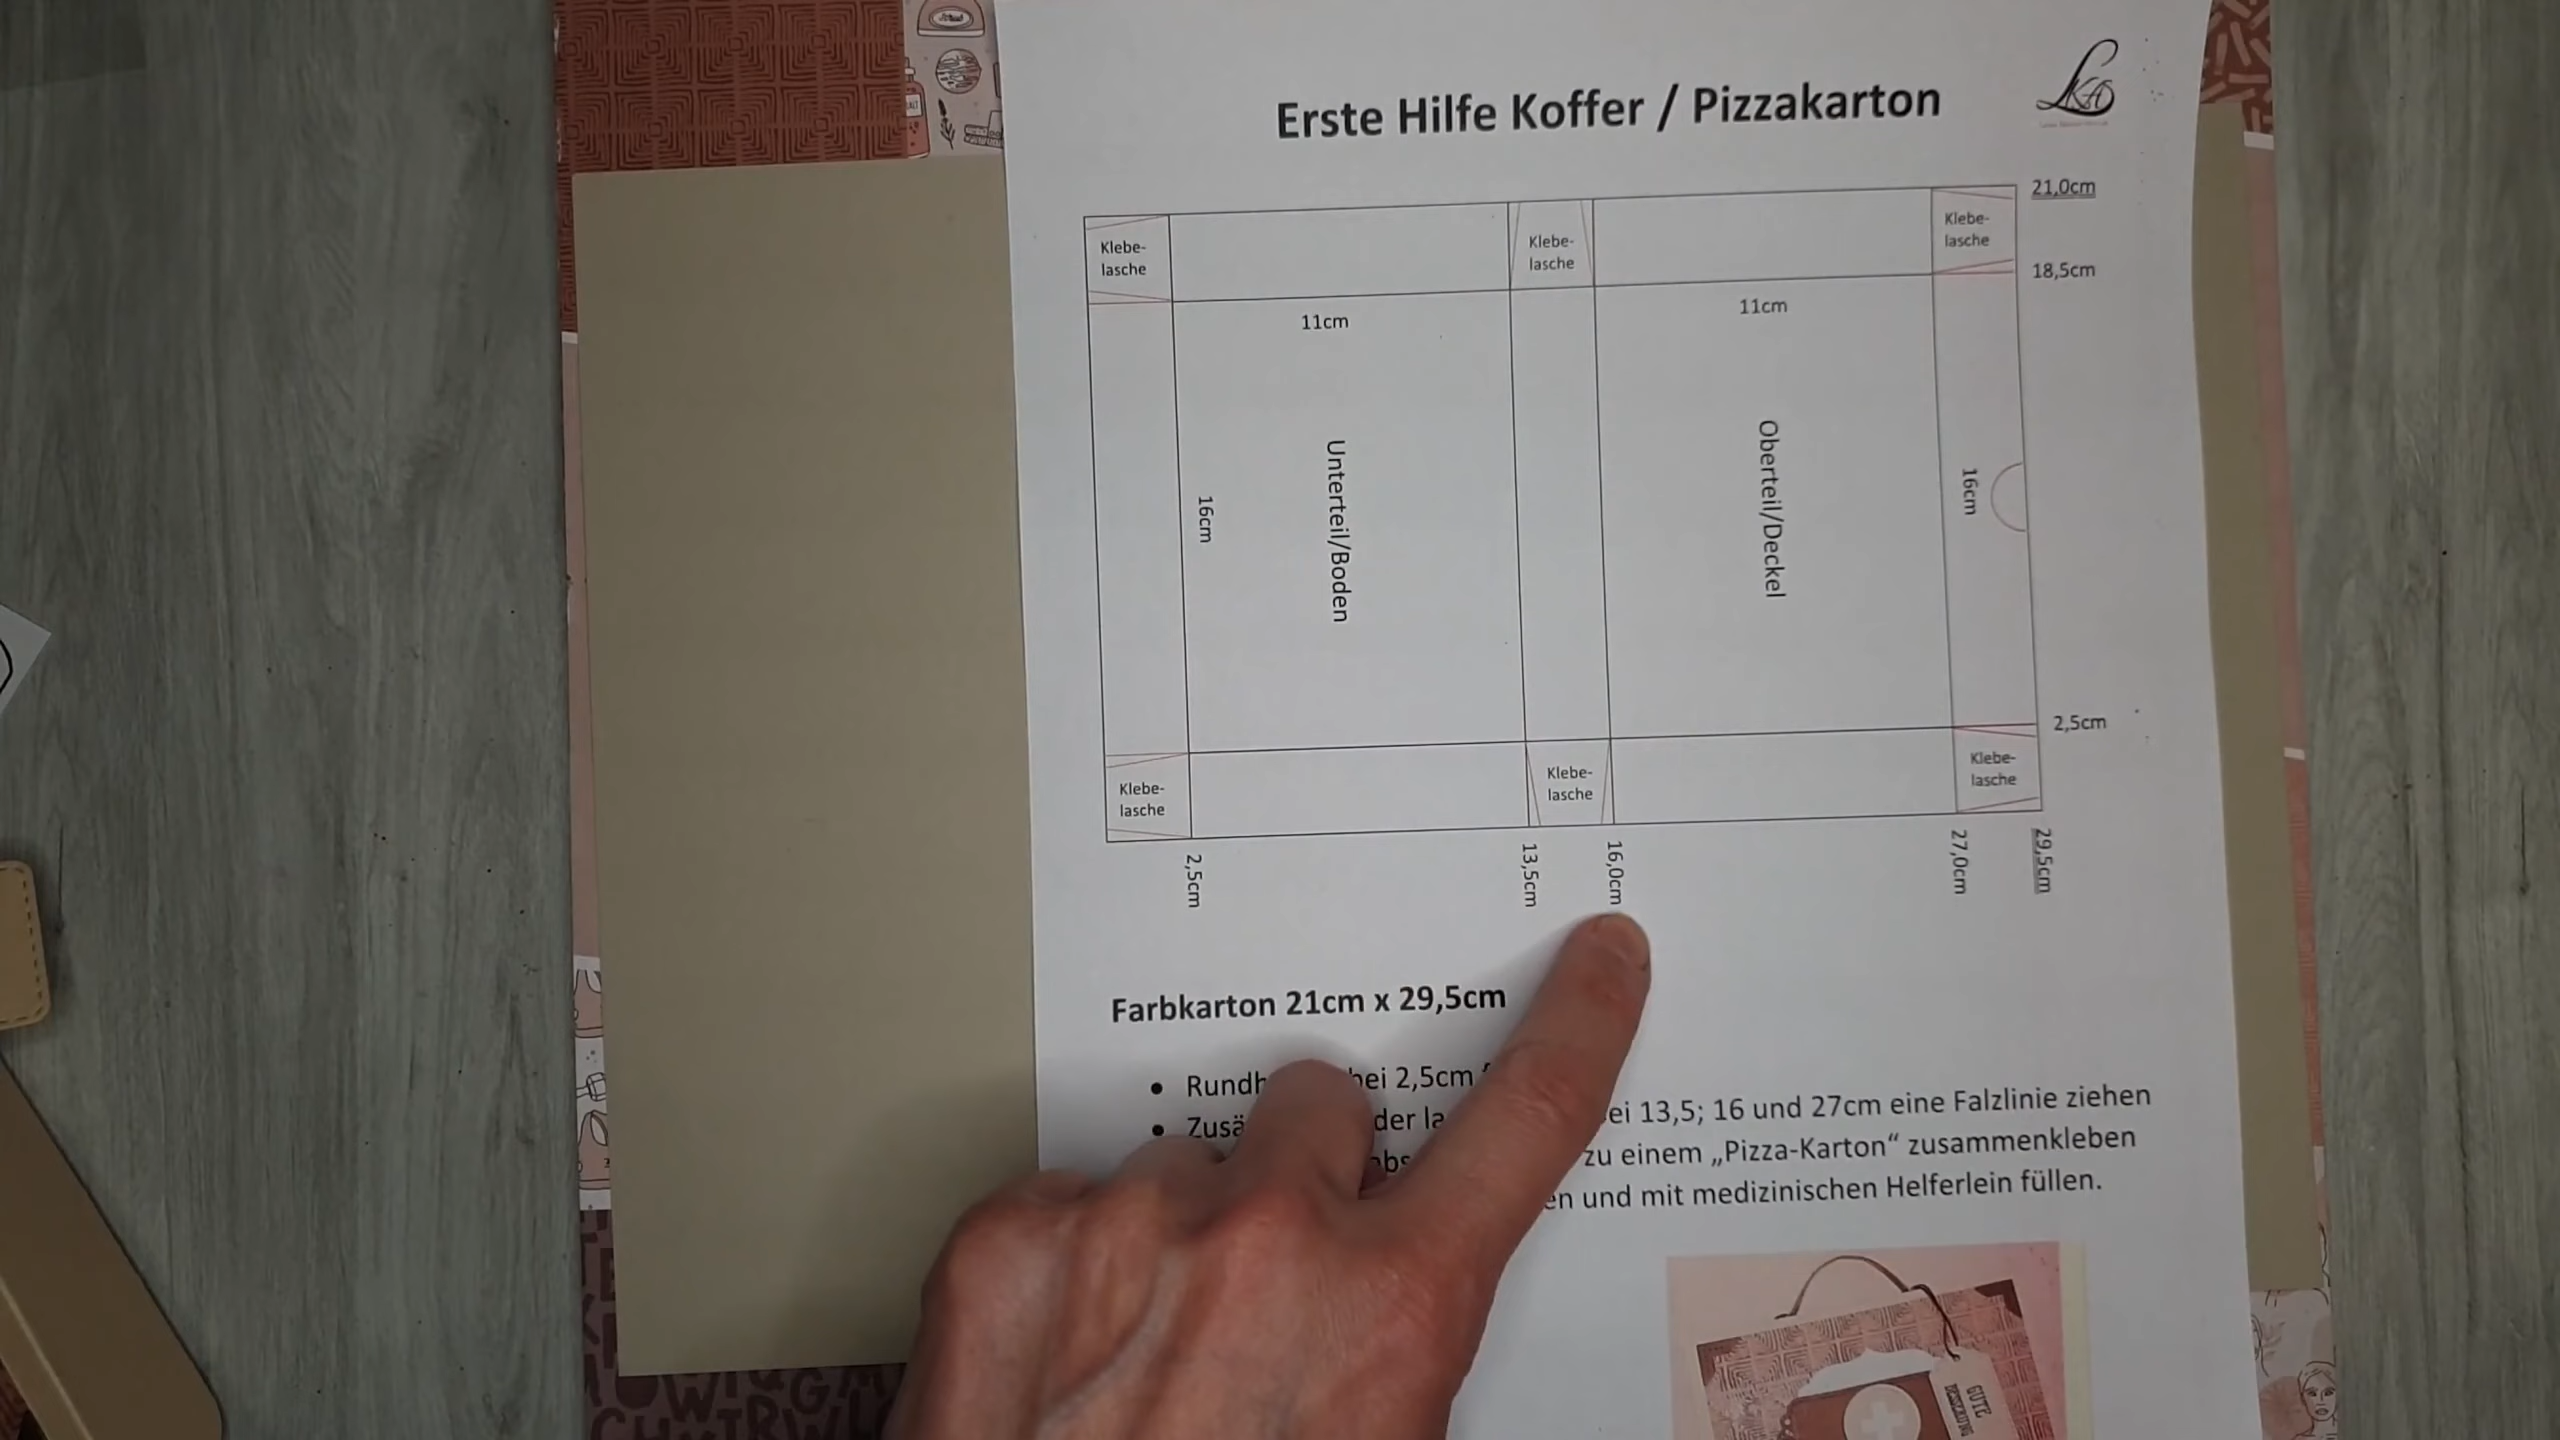 Erste Hilfe Koffer / Pizzakarton
21,0cm
Klebe-
lasche
Klebe-
lasche
Klebe-
lasche
18,5cm
11cm
11cm
16cm
Unterteil/Boden
Oberteil/Deckel
16cm
2,5cm
Klebe-
lasche
Klebe-
lasche
Klebe-
lasche
2,5cm
13,5cm
16,0cm
27,0cm
29,5cm
Farbkarton 21cm x 29,5cm
bei 2,5cm
der bei 13,5; 16 und 27cm eine Falzlinie ziehen
zu einem „Pizza-Karton“ zusammenkleben
und mit medizinischen Helferlein füllen.
GUTE
BESSERUNG